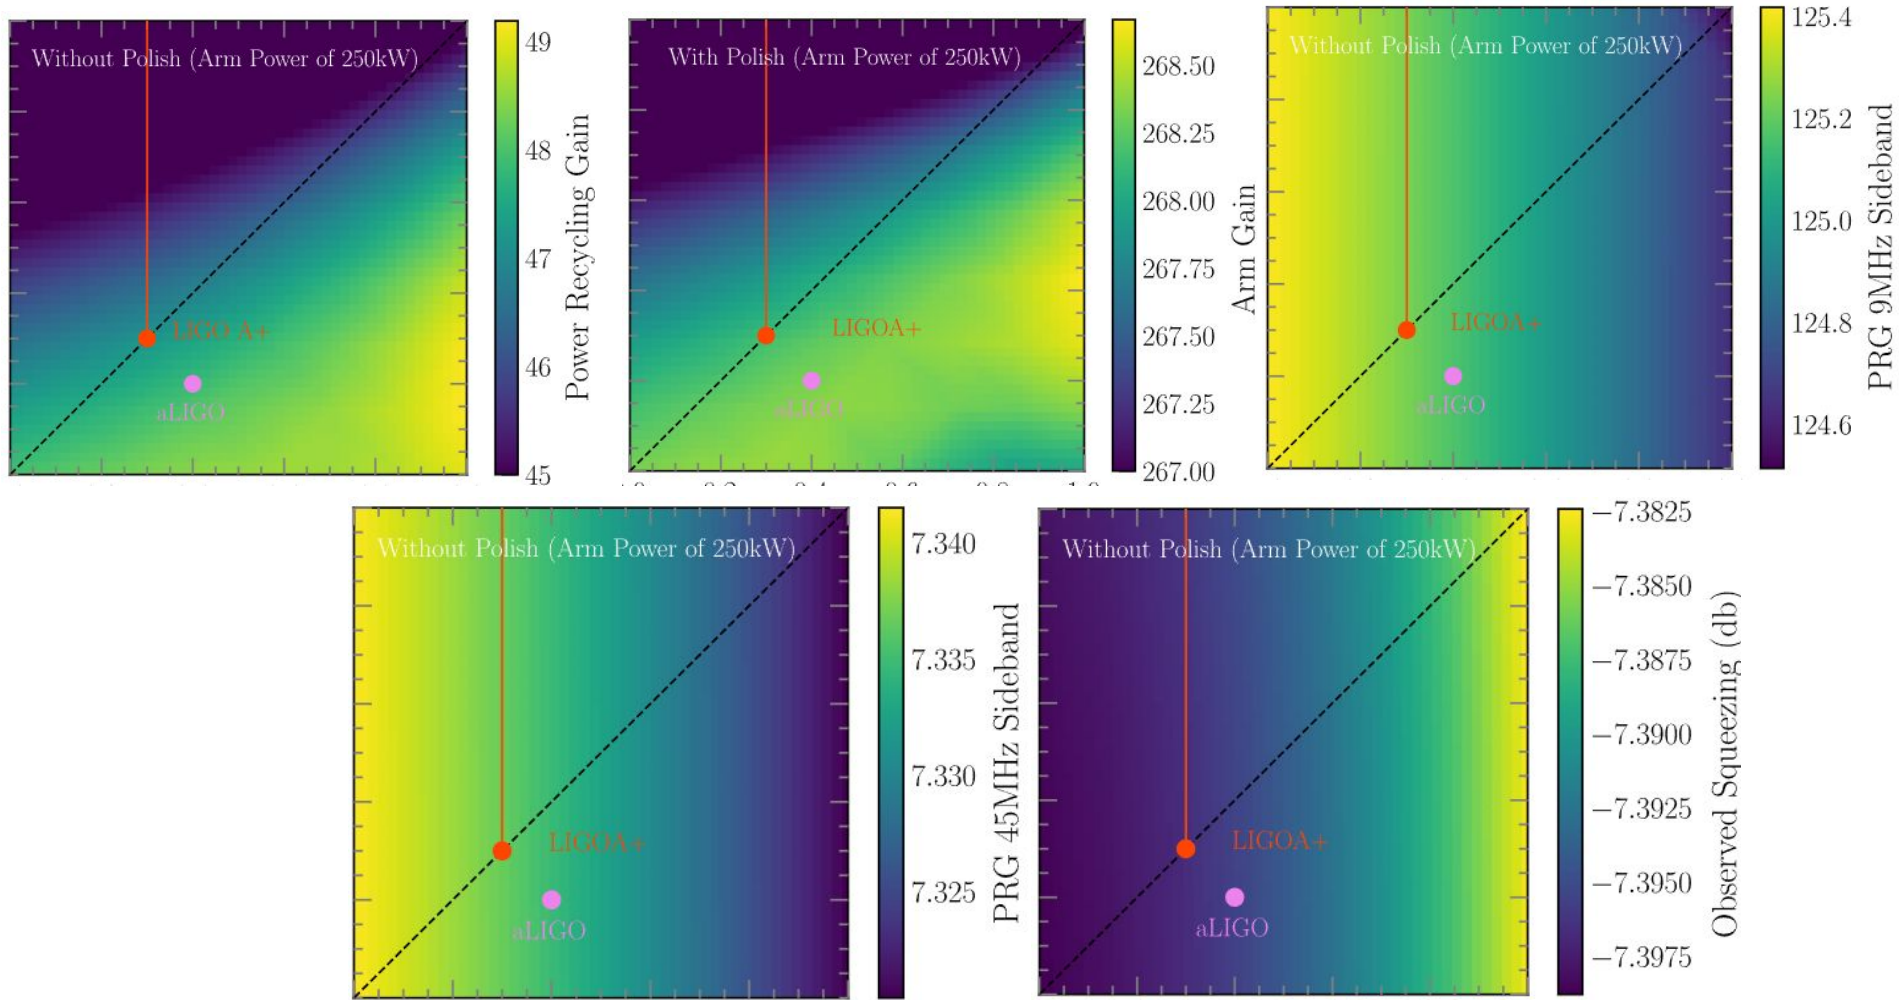 Without Polish (Arm Power of 250kW)
LIGO A+
aLIGO
49
48
47
46
45
Power Recycling Gain
With Polish (Arm Power of 250kW)
LIGOA+
aLIGO
268.50
268.25
268.00
267.75
267.50
267.25
267.00
Arm Gain
Without Polish (Arm Power of 250kW)
LIGOA+
aLIGO
125.4
125.2
125.0
124.8
124.6
PRG 9MHz Sideband
Without Polish (Arm Power of 250kW)
LIGOA+
aLIGO
7.340
7.335
7.330
7.325
PRG 45MHz Sideband
Without Polish (Arm Power of 250kW)
LIGOA+
aLIGO
−7.3825
−7.3850
−7.3875
−7.3900
−7.3925
−7.3950
−7.3975
Observed Squeezing (db)